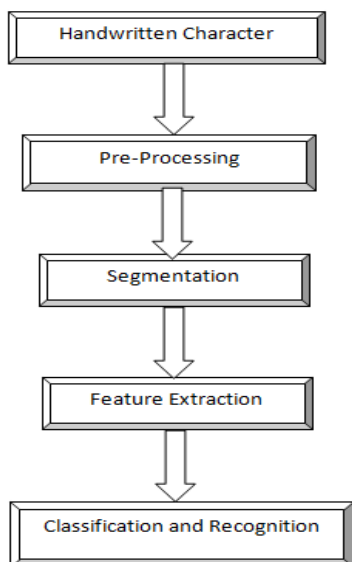 Handwritten Character
Pre-Processing
Segmentation
Feature Extraction
Classification and Recognition